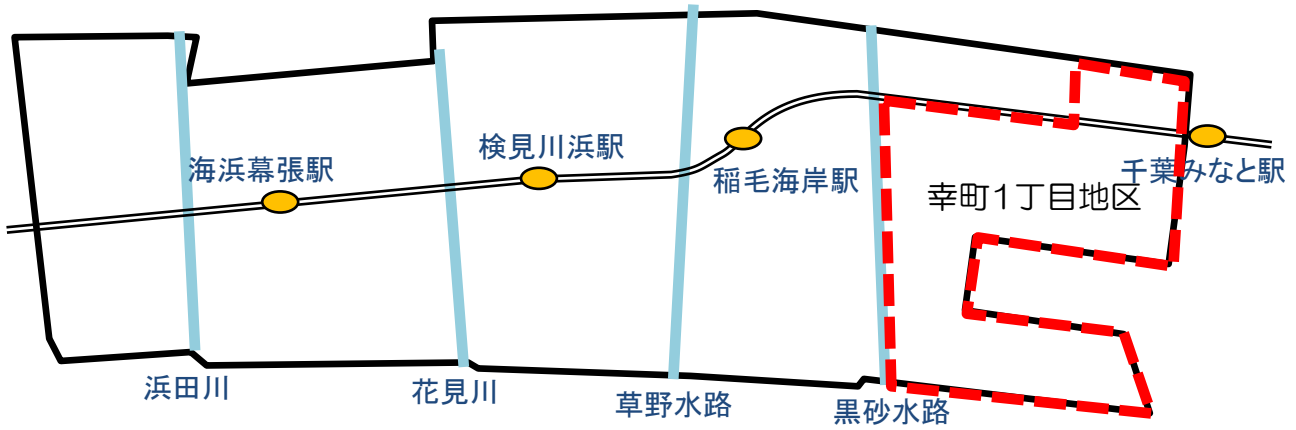 海浜幕張駅
検見川浜駅
稲毛海岸駅
千葉みなと駅
幸町1丁目地区
浜田川
花見川
草野水路
黒砂水路